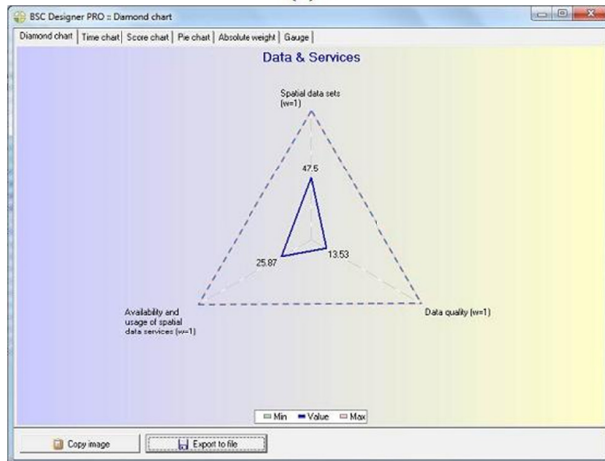 BSC Designer PRO :: Diamond chart
Diamond chart Time chart Score chart Pie chart Absolute weight Gauge
Data & Services
Spatial data sets
(w=1)
47.5
25.87
13.53
Availability and
usage of spatial
data services (w=1)
Data quality (w=1)
Min Value Max
Copy image
Export to file